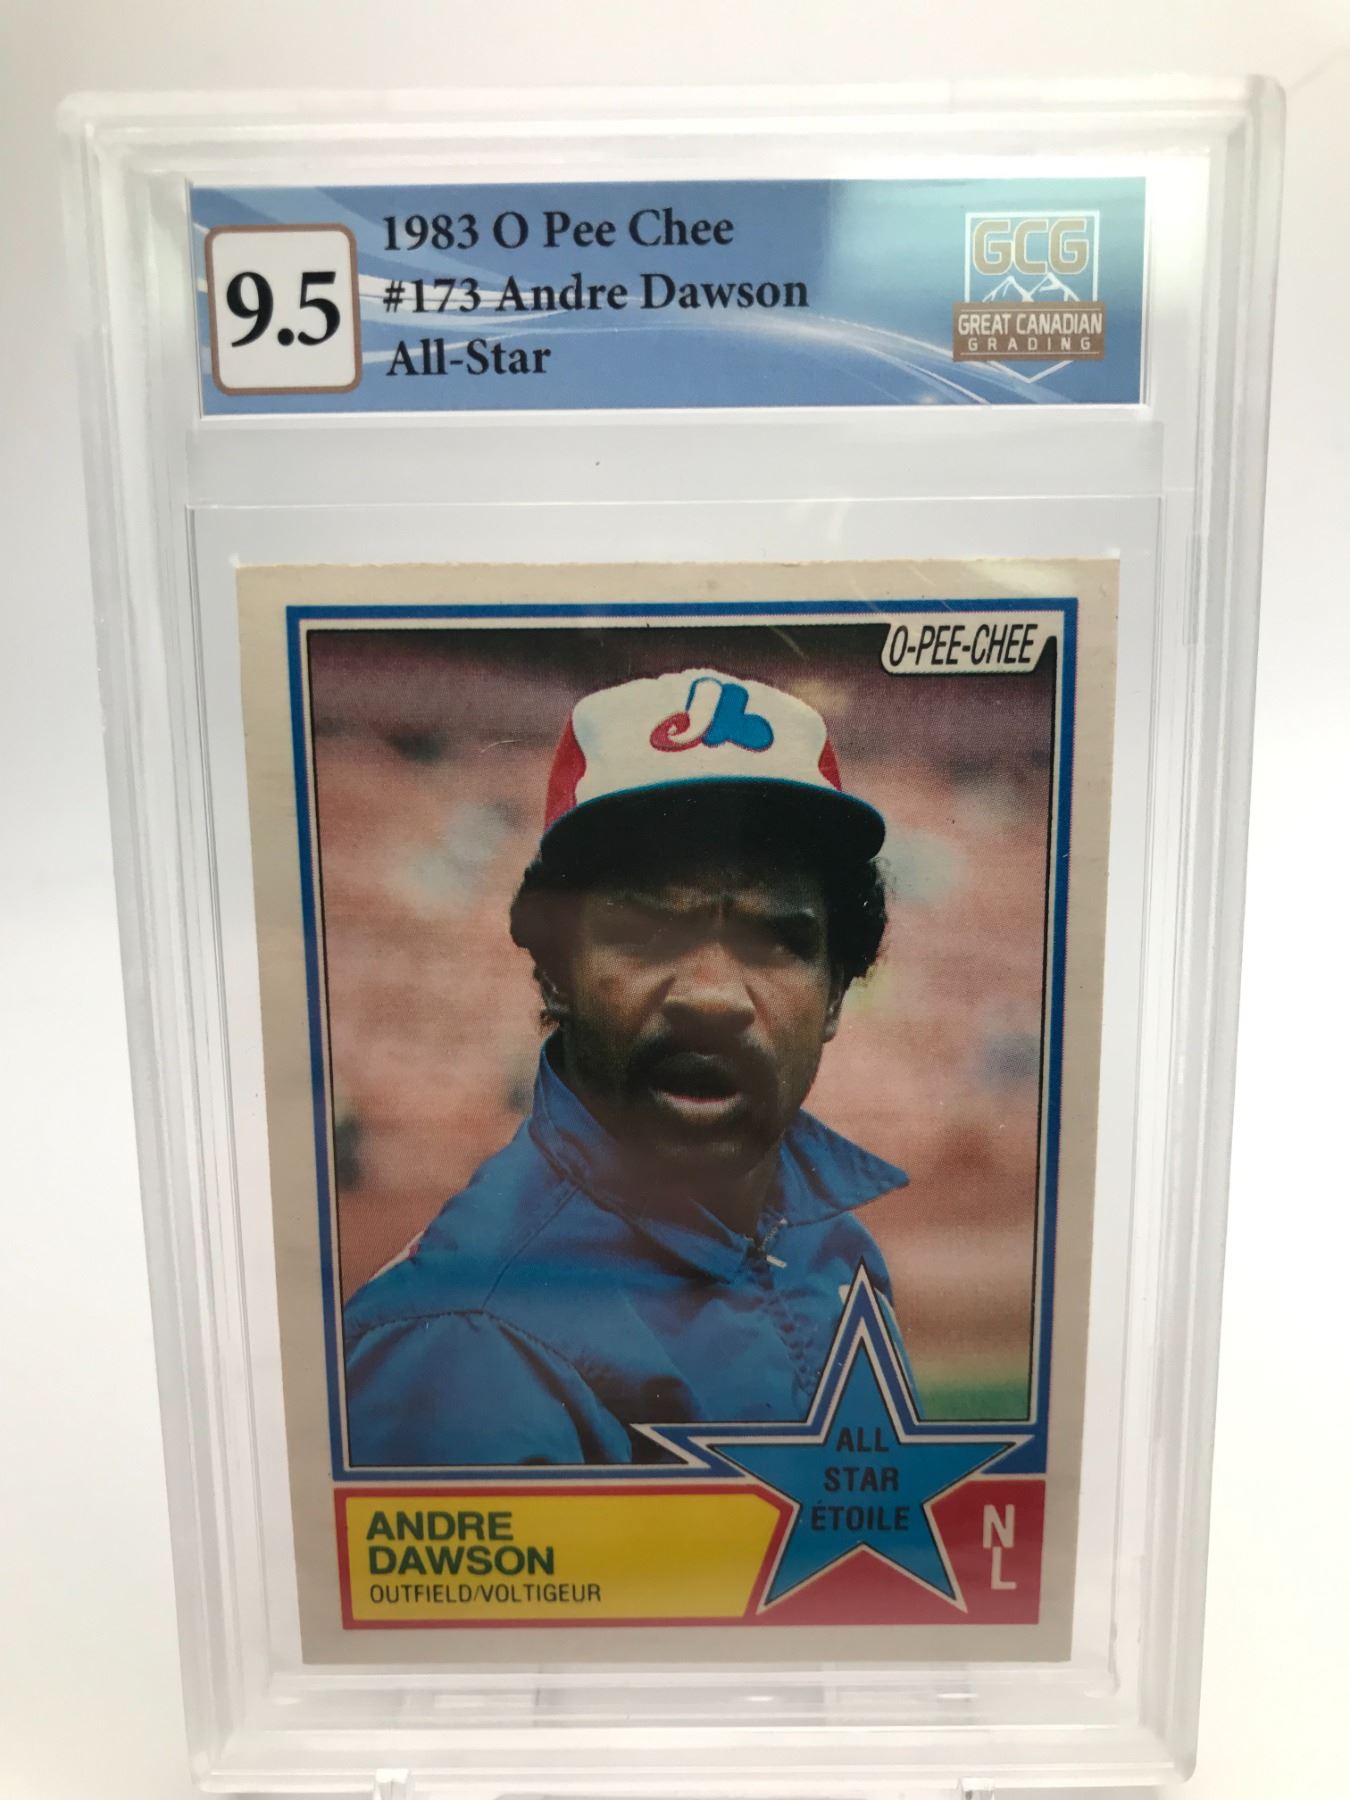 1983 O Pee Chee
9.5
#173 Andre Dawson
All-Star
GCG
GREAT CANADIAN
GRADING
O-PEE-CHEE
ALL
STAR
ÉTOILE
NL
ANDRE
DAWSON
OUTFIELD/VOLTIGEUR